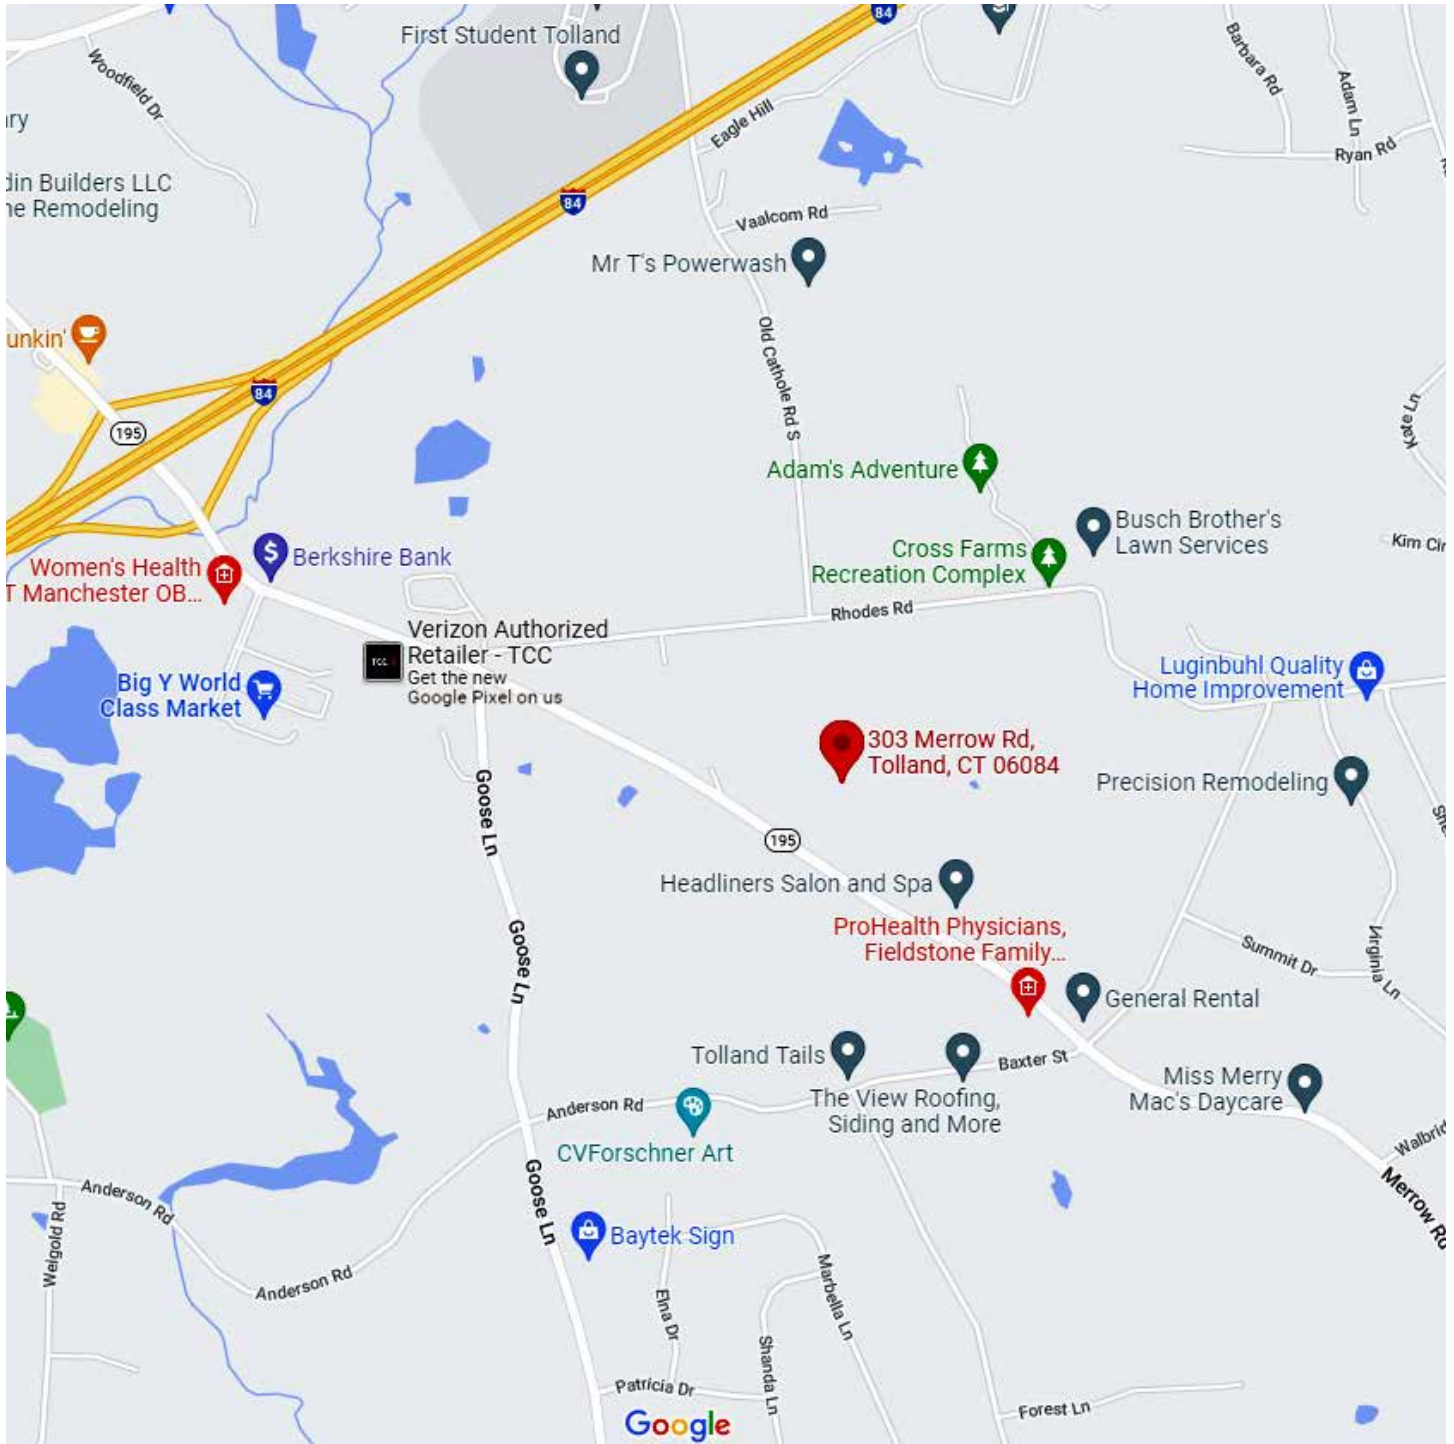 84
First Student Tolland
Woodfield Dr
Barbara Rd
Adam Ln
Eagle Hill
Ryan Rd
din Builders LLC
ne Remodeling
84
Vaalcom Rd
Mr T's Powerwash
unkin'
Old Cathole Rd S
84
195
Kate Ln
Adam's Adventure
Busch Brother's
Lawn Services
Kim Cir
Cross Farms
Recreation Complex
Berkshire Bank
Women's Health
T Manchester OB...
Rhodes Rd
Verizon Authorized
Retailer - TCC
Get the new
Google Pixel on us
TCC
Big Y World
Class Market
Luginbuhl Quality
Home Improvement
303 Merrow Rd,
Tolland, CT 06084
Precision Remodeling
Goose Ln
195
Headliners Salon and Spa
ProHealth Physicians,
Fieldstone Family...
Goose Ln
Summit Dr
Virginia Ln
General Rental
Tolland Tails
Baxter St
The View Roofing,
Siding and More
Miss Merry
Mac's Daycare
Anderson Rd
CVForschner Art
Walbrid
Merrow Rd
Anderson Rd
Weigold Rd
Goose Ln
Baytek Sign
Anderson Rd
Marbella Ln
Elna Dr
Shanda Ln
Patricia Dr
Forest Ln
Google